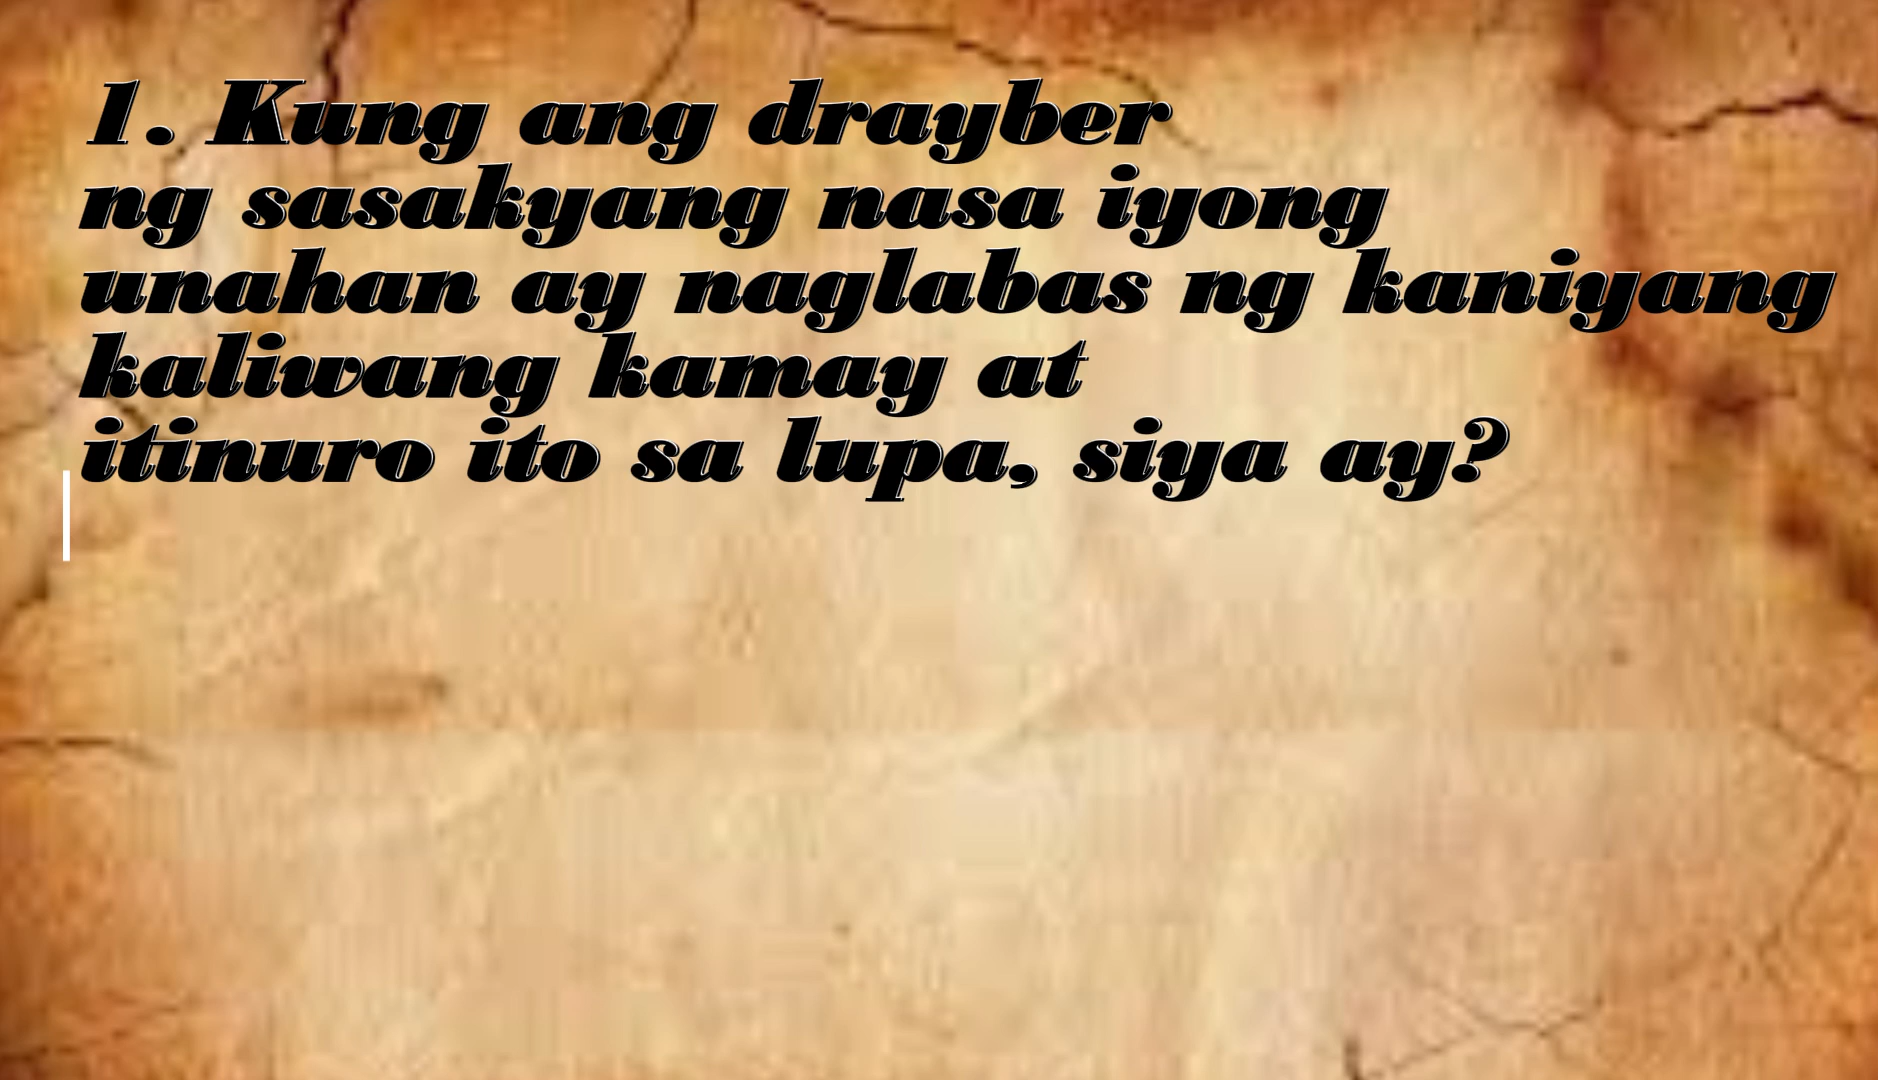 1. Kung ang drayber
ng sasakyang nasa iyong
unahan ay naglabas ng kaniyang
kaliwang kamay at
itinuro ito sa lupa, siya ay?